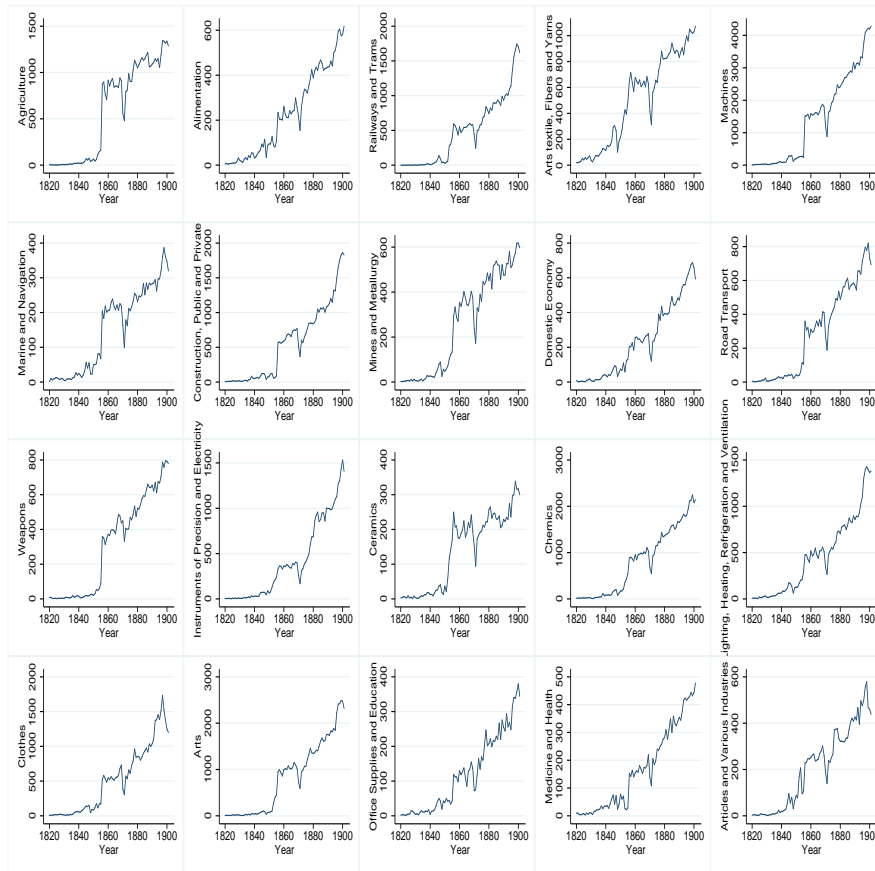 Agriculture
1500
1000
500
0
1820 1840 1860 1880 1900
Year
Alimentation
600
400
200
0
1820 1840 1860 1880 1900
Year
Railways and Trams
2000
1500
1000
500
0
1820 1840 1860 1880 1900
Year
Arts textile, Fibers and Yarns
1000
800
600
400
200
0
1820 1840 1860 1880 1900
Year
Machines
4000
3000
2000
1000
0
1820 1840 1860 1880 1900
Year
Marine and Navigation
400
300
200
100
0
1820 1840 1860 1880 1900
Year
Construction, Public and Private
2000
1500
1000
500
0
1820 1840 1860 1880 1900
Year
Mines and Metallurgy
600
400
200
0
1820 1840 1860 1880 1900
Year
Domestic Economy
800
600
400
200
0
1820 1840 1860 1880 1900
Year
Road Transport
800
600
400
200
0
1820 1840 1860 1880 1900
Year
Weapons
800
600
400
200
0
1820 1840 1860 1880 1900
Year
Instruments of Precision and Electricity
1500
1000
500
0
1820 1840 1860 1880 1900
Year
Ceramics
400
300
200
100
0
1820 1840 1860 1880 1900
Year
Chemics
3000
2000
1000
0
1820 1840 1860 1880 1900
Year
Lighting, Heating, Refrigeration and Ventilation
1500
1000
500
0
1820 1840 1860 1880 1900
Year
Clothes
2000
1500
1000
500
0
1820 1840 1860 1880 1900
Year
Arts
3000
2000
1000
0
1820 1840 1860 1880 1900
Year
Office Supplies and Education
400
300
200
100
0
1820 1840 1860 1880 1900
Year
Medicine and Health
500
400
300
200
100
0
1820 1840 1860 1880 1900
Year
Articles and Various Industries
600
400
200
0
1820 1840 1860 1880 1900
Year